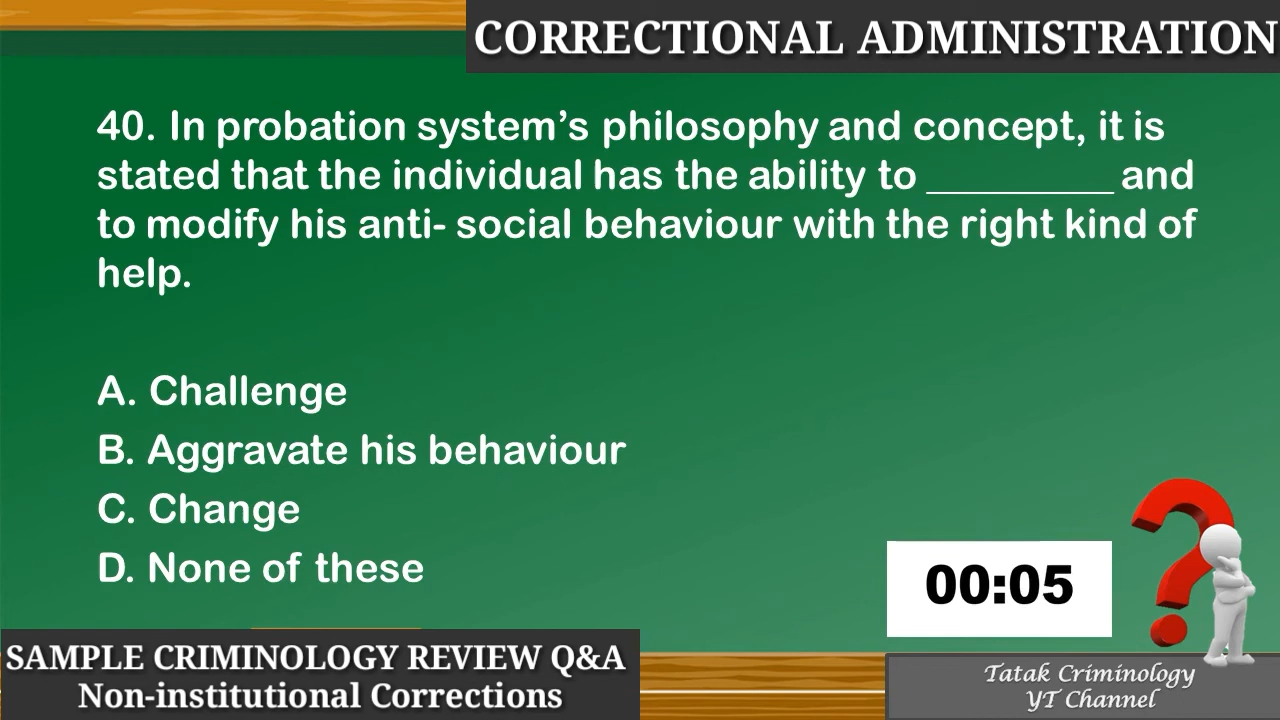 CORRECTIONAL ADMINISTRATION
40. In probation system’s philosophy and concept, it is
stated that the individual has the ability to _________ and
to modify his anti- social behaviour with the right kind of
help.
A. Challenge
B. Aggravate his behaviour
C. Change
D. None of these
00:05
SAMPLE CRIMINOLOGY REVIEW Q&A
Non-institutional Corrections
Tatak Criminology
YT Channel